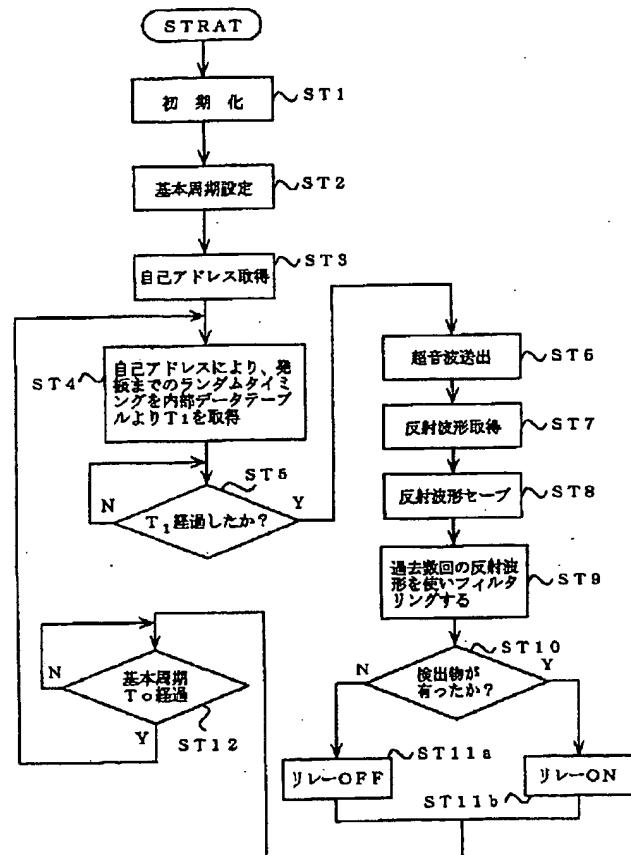 STRAT
初期化
ST1
基本周期設定
ST2
自己アドレス取得
ST3
自己アドレスにより、発
振までのランダムタイミ
ングを内部データテーブ
ルよりT1を取得
ST4
T1経過したか?
ST5
N
Y
超音波送出
ST6
反射波形取得
ST7
反射波形セーブ
ST8
過去数回の反射波
形を使いフィルタ
リングする
ST9
検出物が
有ったか?
ST10
N
Y
リレーOFF
ST11a
リレーON
ST11b
基本周期
To経過
ST12
N
Y